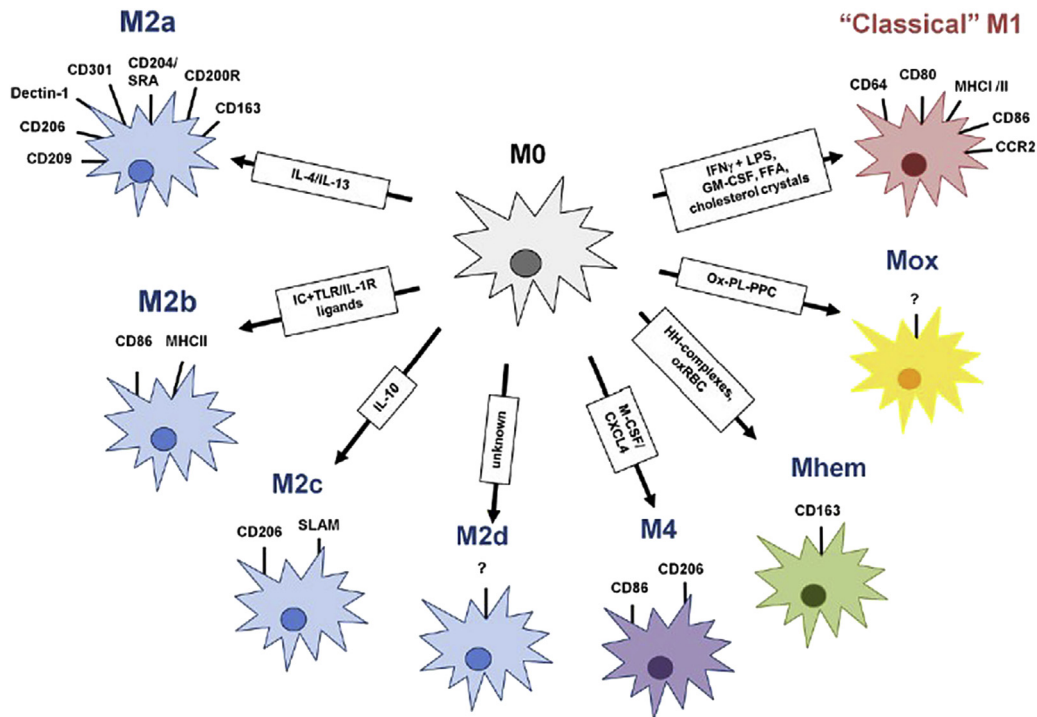 M2a
“Classical” M1
CD301
CD204/
SRA
CD200R
Dectin-1
CD163
CD206
CD209
IL-4/IL-13
M0
IFNγ + LPS,
GM-CSF, FFA,
cholesterol crystals
CD64
CD80
MHCI /II
CD86
CCR2
M2b
CD86
MHCII
IC+TLR/IL-1R
ligands
Ox-PL-PPC
Mox
?
IL-10
unknown
M-CSF/
CXCL4
HH-complexes,
oxRBC
M2c
CD206
SLAM
M2d
?
M4
CD86
CD206
Mhem
CD163